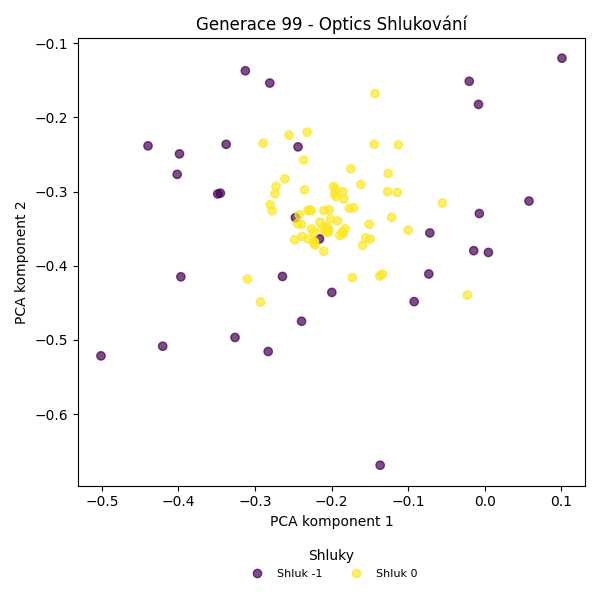 Generace 99 - Optics Shlukování
−0.1
−0.2
−0.3
−0.4
−0.5
−0.6
PCA komponent 2
−0.5 −0.4 −0.3 −0.2 −0.1 0.0 0.1
PCA komponent 1
Shluky
Shluk -1 Shluk 0